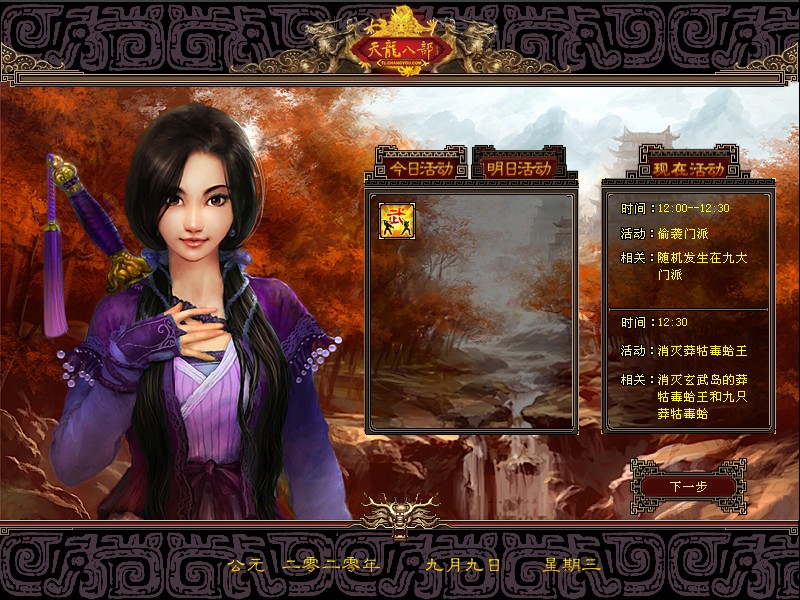 天龍八部
TL.CHANGYOU.COM
今日活动
明日活动
现在活动
武
时间：12:00--12:30
活动：偷袭门派
相关：随机发生在九大
门派
时间：12:30
活动：消灭莽牯毒蛤王
相关：消灭玄武岛的莽
牯毒蛤王和九只
莽牯毒蛤
下一步
公元 二零二零年 九月九日 星期三